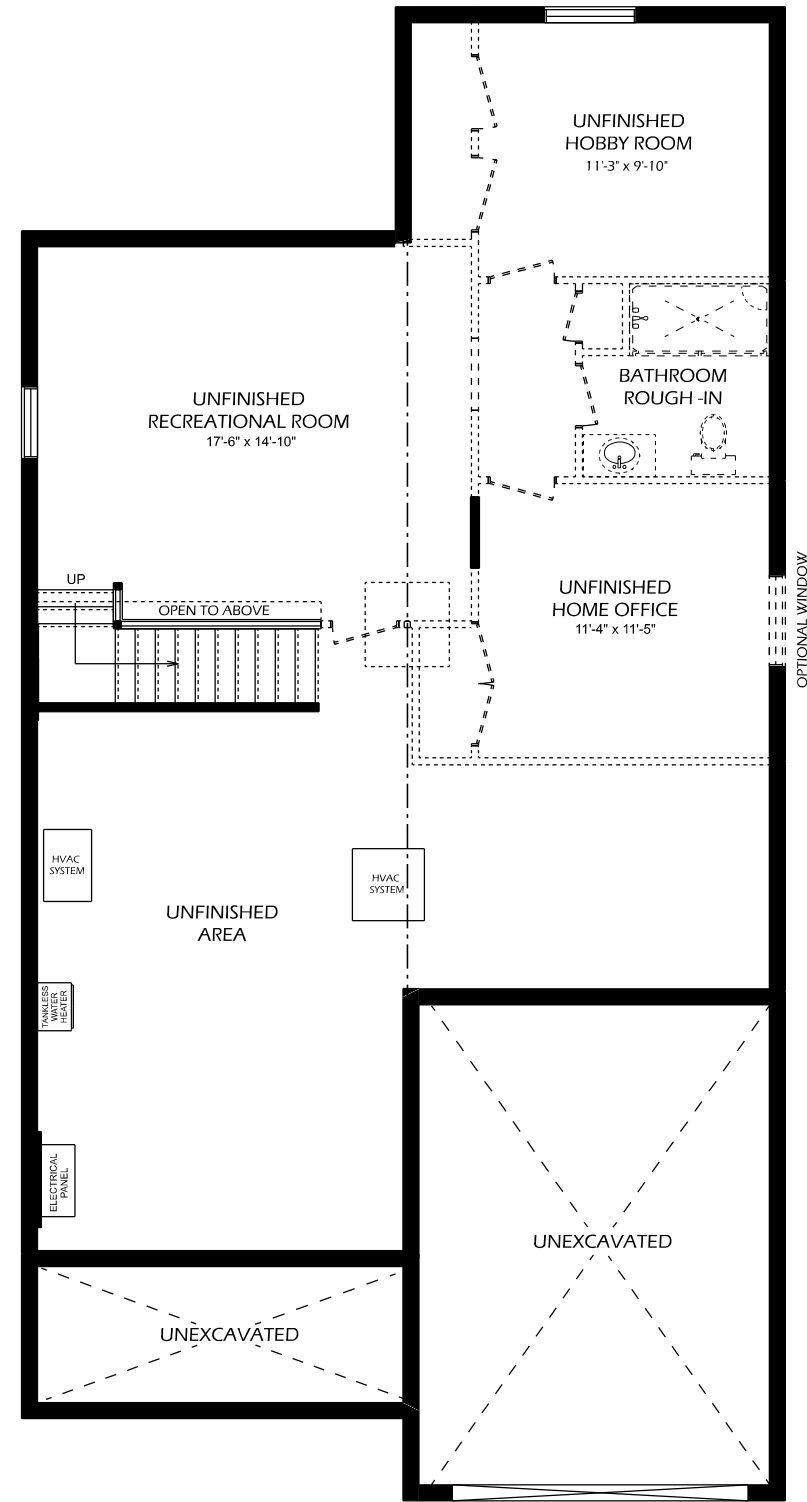 UNFINISHED
HOBBY ROOM
11'-3" x 9'-10"
BATHROOM
ROUGH -IN
UNFINISHED
RECREATIONAL ROOM
17'-6" x 14'-10"
UP
OPEN TO ABOVE
UNFINISHED
HOME OFFICE
11'-4" x 11'-5"
OPTIONAL WINDOW
HVAC
SYSTEM
HVAC
SYSTEM
UNFINISHED
AREA
TANKLESS
WATER
HEATER
ELECTRICAL
PANEL
UNEXCAVATED
UNEXCAVATED